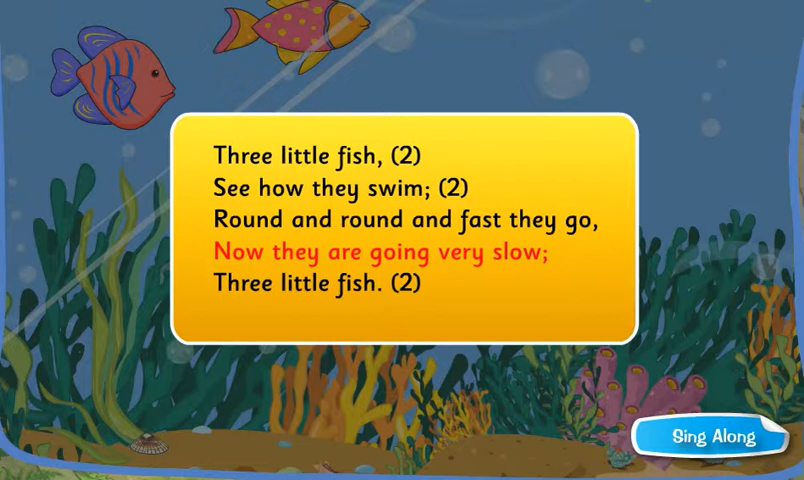 Three little fish, (2)
See how they swim; (2)
Round and round and fast they go,
Now they are going very slow;
Three little fish. (2)
Sing Along